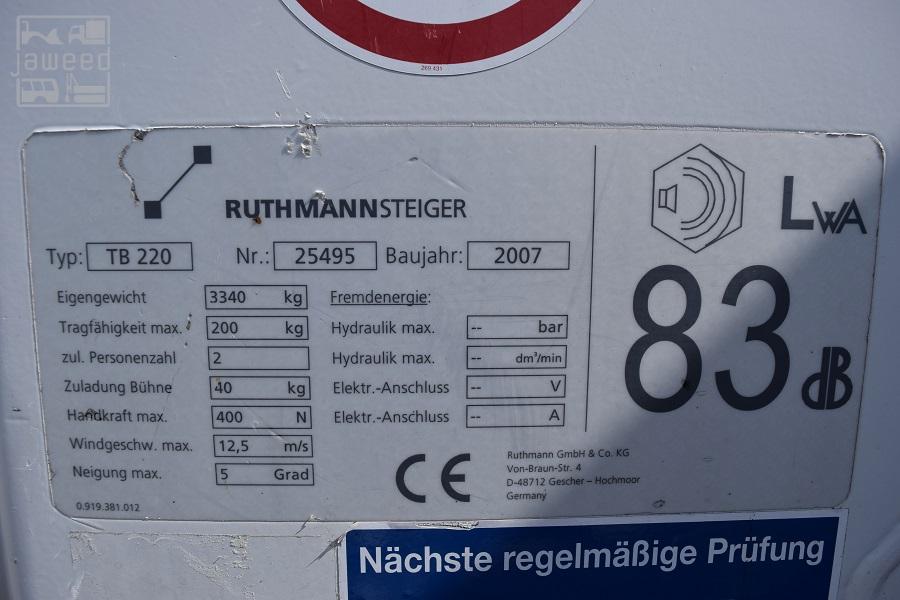 jaweed
269 431
RUTHMANNSTEIGER
Typ: TB 220 Nr.: 25495 Baujahr: 2007
Eigengewicht 3340 kg Fremdenergie:
Tragfähigkeit max. 200 kg Hydraulik max. -- bar
zul. Personenzahl 2 Hydraulik max. -- dm³/min
Zuladung Bühne 40 kg Elektr.-Anschluss -- V
Handkraft max. 400 N Elektr.-Anschluss -- A
Windgeschw. max. 12,5 m/s
Neigung max. 5 Grad
0.919.381.012
CE
Ruthmann GmbH & Co. KG
Von-Braun-Str. 4
D-48712 Gescher – Hochmoor
Germany
LWA
83 dB
Nächste regelmäßige Prüfung